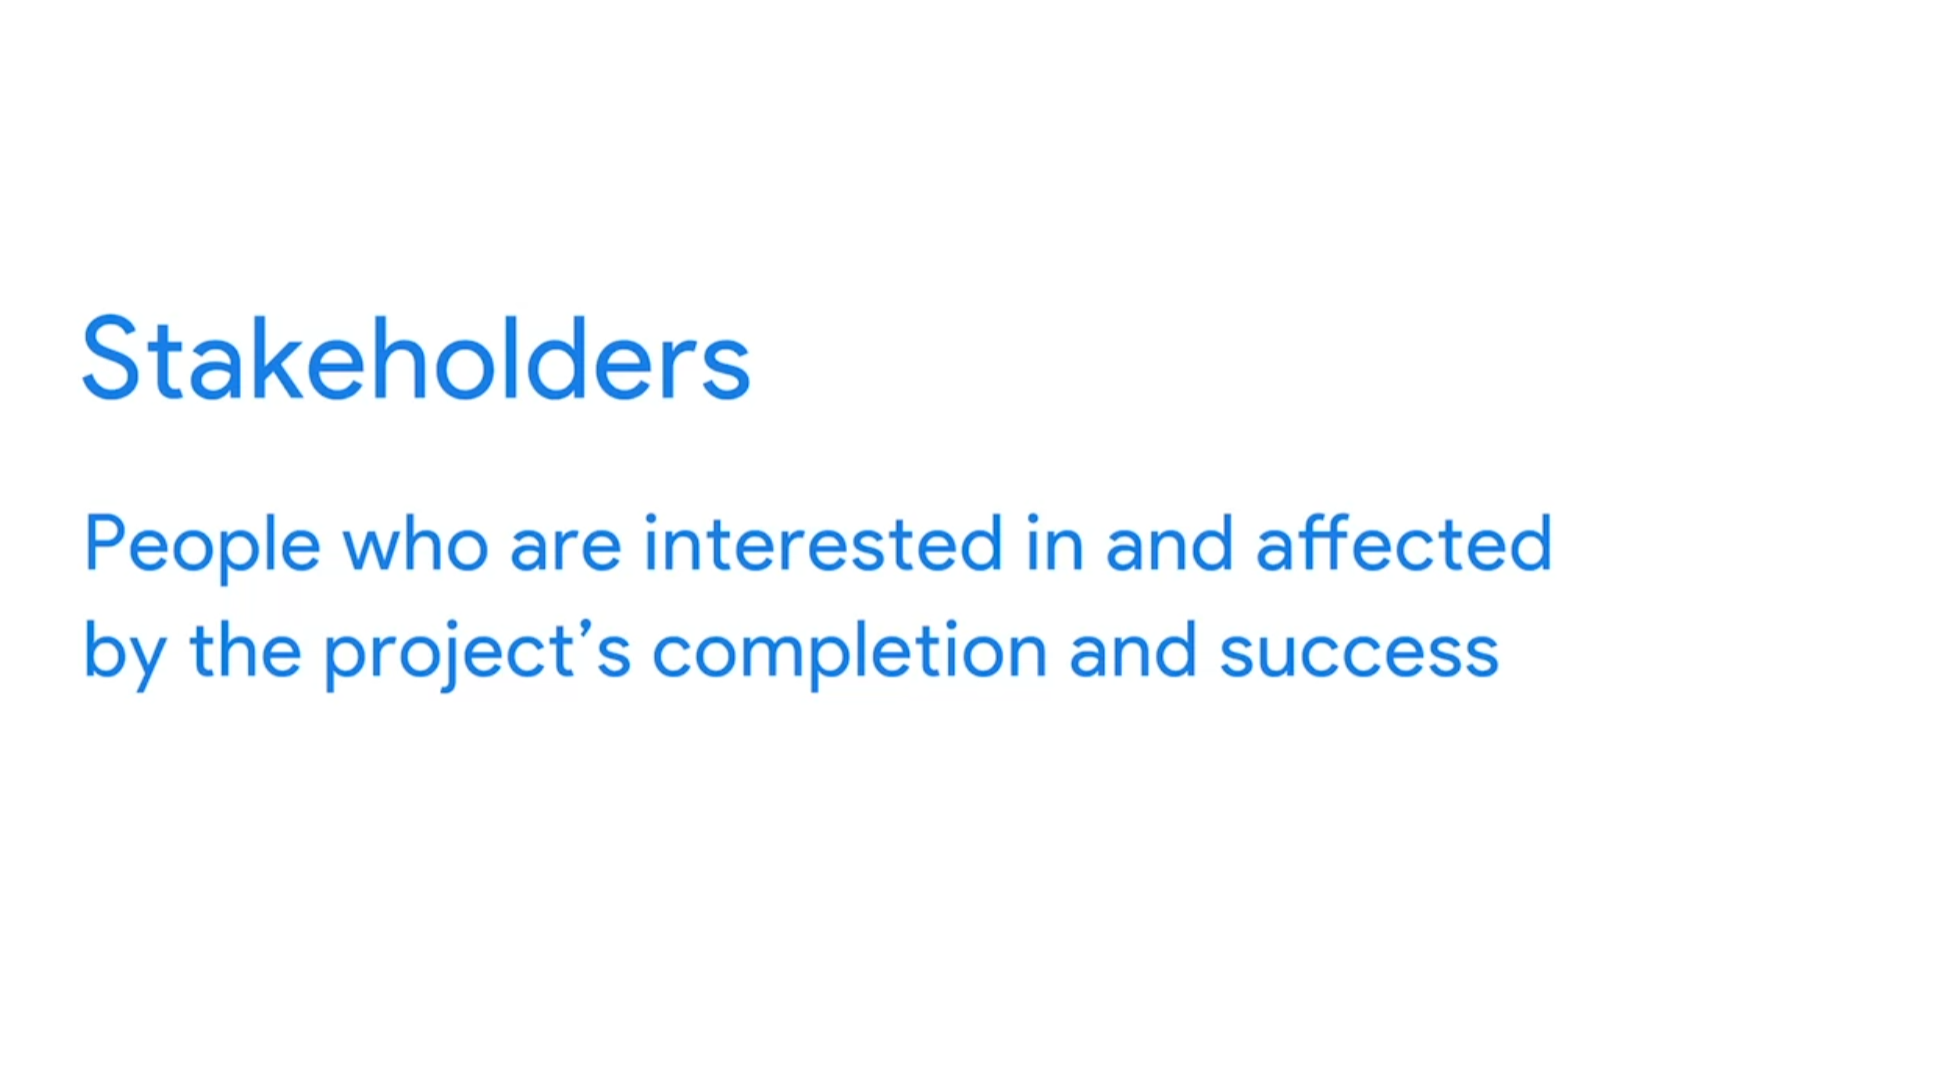 Stakeholders
People who are interested in and affected
by the project’s completion and success